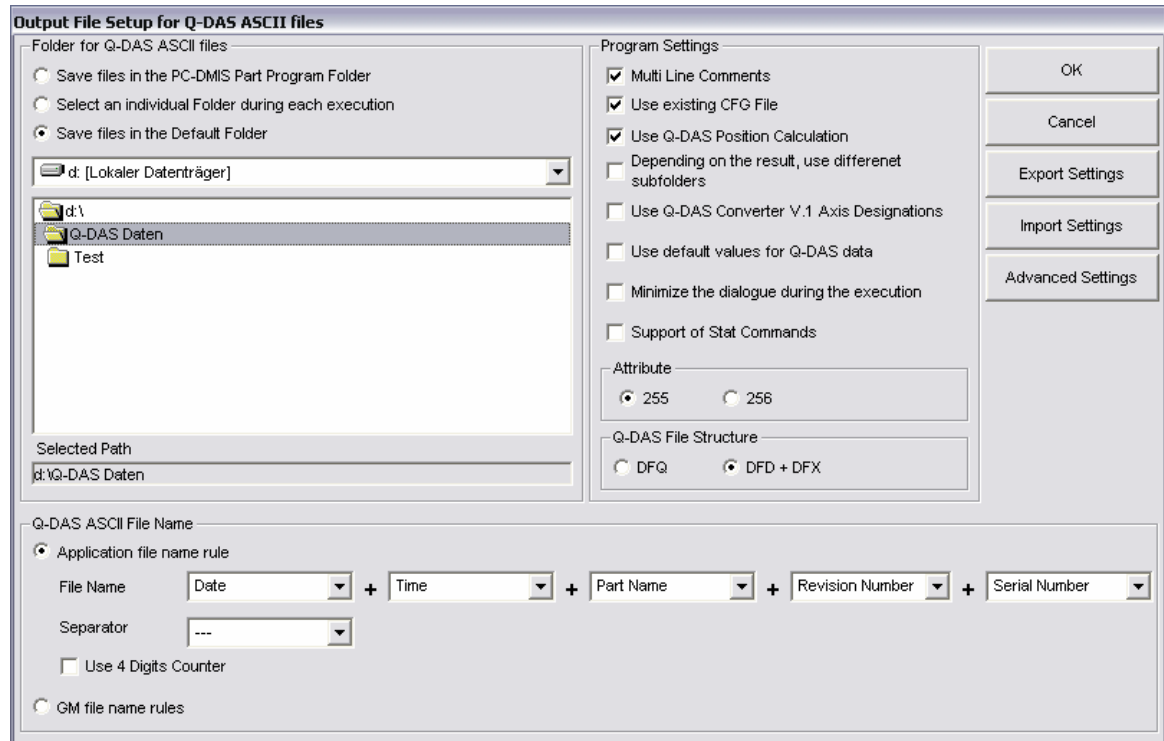 Output File Setup for Q-DAS ASCII files
Folder for Q-DAS ASCII files
Save files in the PC-DMIS Part Program Folder
Select an individual Folder during each execution
Save files in the Default Folder
d: [Lokaler Datenträger]
d:\
Q-DAS Daten
Test
Selected Path
d:\Q-DAS Daten
Program Settings
Multi Line Comments
Use existing CFG File
Use Q-DAS Position Calculation
Depending on the result, use differenet
subfolders
Use Q-DAS Converter V.1 Axis Designations
Use default values for Q-DAS data
Minimize the dialogue during the execution
Support of Stat Commands
Attribute
255 256
Q-DAS File Structure
DFQ DFD + DFX
OK
Cancel
Export Settings
Import Settings
Advanced Settings
Q-DAS ASCII File Name
Application file name rule
File Name Date + Time + Part Name + Revision Number + Serial Number
Separator ---
Use 4 Digits Counter
GM file name rules